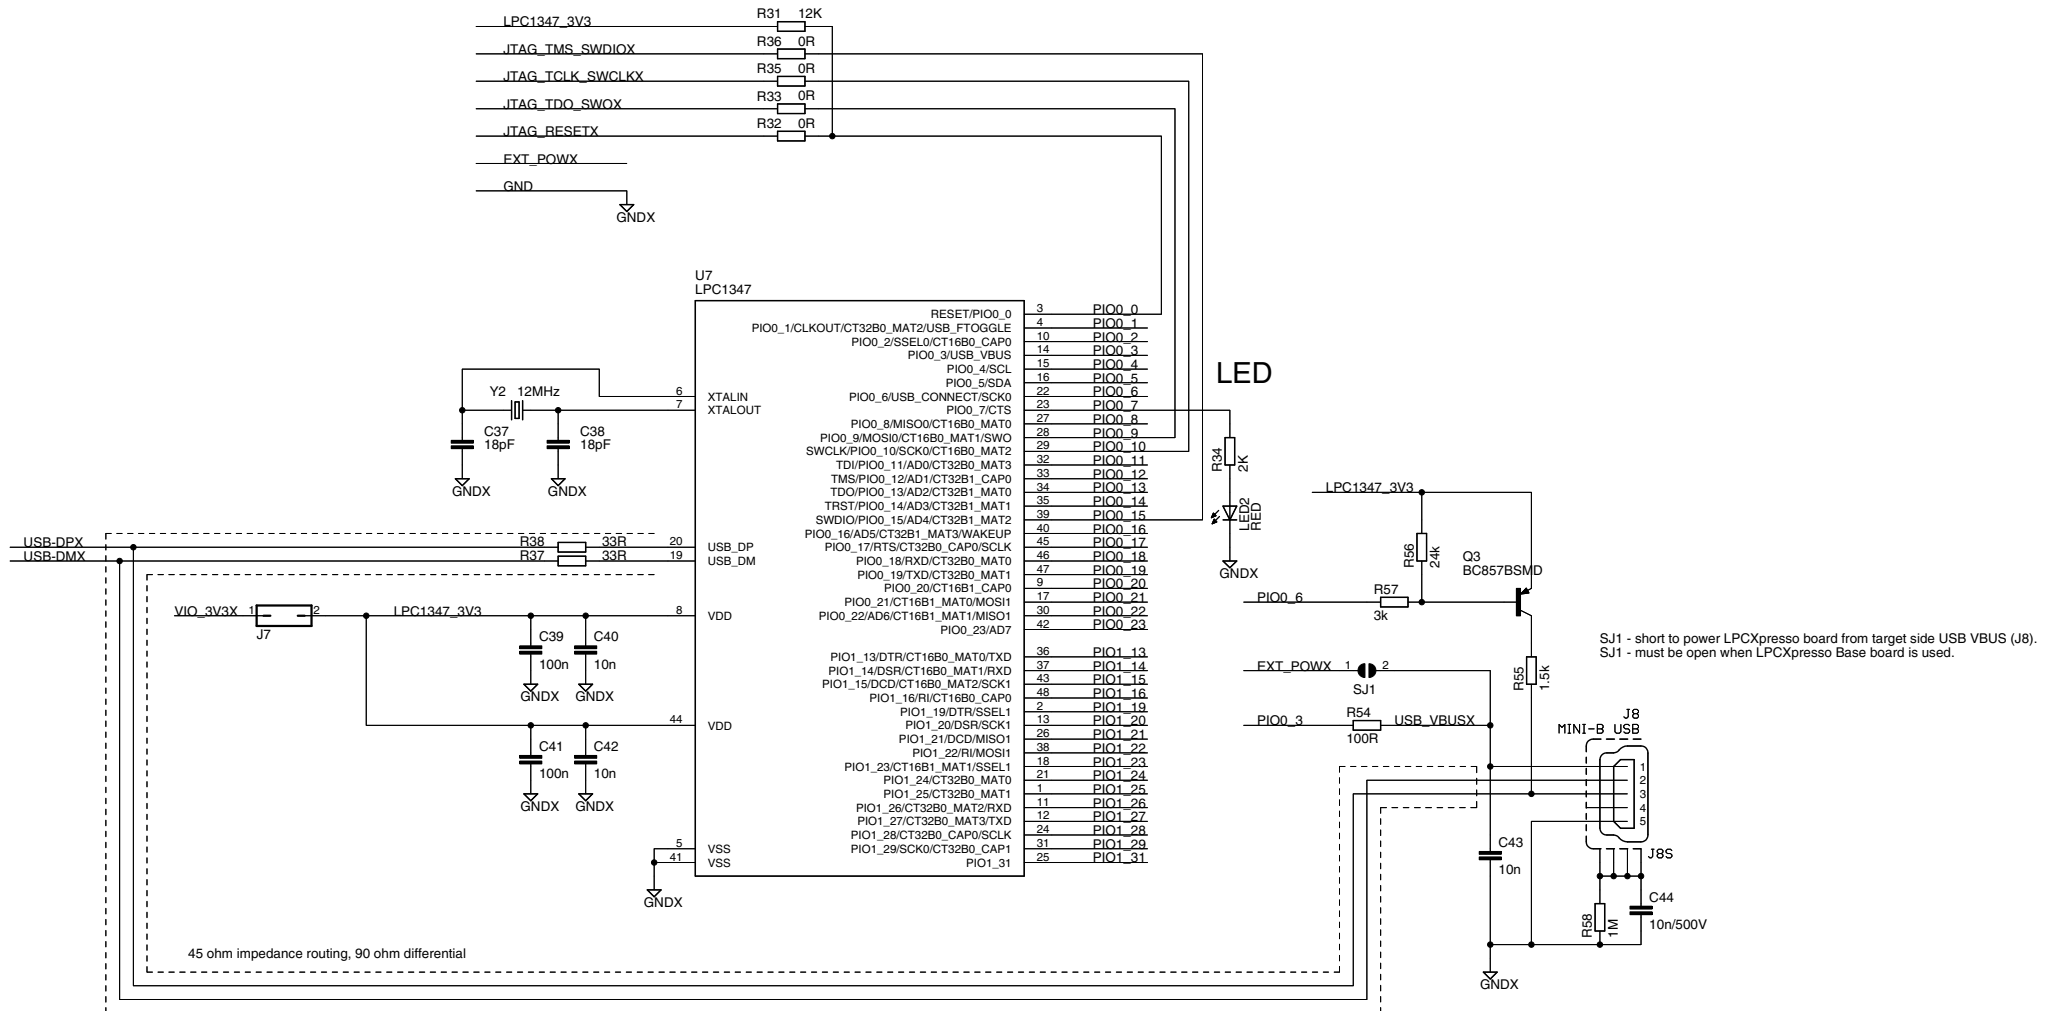 LPC1347_3V3 R31 12K
JTAG_TMS_SWDIOX R36 0R
JTAG_TCLK_SWCLKX R35 0R
JTAG_TDO_SWOX R33 0R
JTAG_RESETX R32 0R
EXT_POWX
GND
GNDX
U7
LPC1347
RESET/PIO0_0 3 PIO0_0
PIO0_1/CLKOUT/CT32B0_MAT2/USB_FTOGGLE 4 PIO0_1
PIO0_2/SSEL0/CT16B0_CAP0 10 PIO0_2
PIO0_3/USB_VBUS 14 PIO0_3
PIO0_4/SCL 15 PIO0_4
PIO0_5/SDA 16 PIO0_5
PIO0_6/USB_CONNECT/SCK0 22 PIO0_6
PIO0_7/CTS 23 PIO0_7
PIO0_8/MISO0/CT16B0_MAT0 27 PIO0_8
PIO0_9/MOSI0/CT16B0_MAT1/SWO 28 PIO0_9
SWCLK/PIO0_10/SCK0/CT16B0_MAT2 29 PIO0_10
TDI/PIO0_11/AD0/CT32B0_MAT3 32 PIO0_11
TMS/PIO0_12/AD1/CT32B1_CAP0 33 PIO0_12
TDO/PIO0_13/AD2/CT32B1_MAT0 34 PIO0_13
TRST/PIO0_14/AD3/CT32B1_MAT1 35 PIO0_14
SWDIO/PIO0_15/AD4/CT32B1_MAT2 39 PIO0_15
PIO0_16/AD5/CT32B1_MAT3/WAKEUP 40 PIO0_16
PIO0_17/RTS/CT32B0_CAP0/SCLK 45 PIO0_17
PIO0_18/RXD/CT32B0_MAT0 46 PIO0_18
PIO0_19/TXD/CT32B0_MAT1 47 PIO0_19
PIO0_20/CT16B1_CAP0 9 PIO0_20
PIO0_21/CT16B1_MAT0/MOSI1 17 PIO0_21
PIO0_22/AD6/CT16B1_MAT1/MISO1 30 PIO0_22
PIO0_23/AD7 42 PIO0_23
PIO1_13/DTR/CT16B0_MAT0/TXD 36 PIO1_13
PIO1_14/DSR/CT16B0_MAT1/RXD 37 PIO1_14
PIO1_15/DCD/CT16B0_MAT2/SCK1 43 PIO1_15
PIO1_16/RI/CT16B0_CAP0 48 PIO1_16
PIO1_19/DTR/SSEL1 2 PIO1_19
PIO1_20/DSR/SCK1 13 PIO1_20
PIO1_21/DCD/MISO1 26 PIO1_21
PIO1_22/RI/MOSI1 38 PIO1_22
PIO1_23/CT16B1_MAT1/SSEL1 18 PIO1_23
PIO1_24/CT32B0_MAT0 21 PIO1_24
PIO1_25/CT32B0_MAT1 1 PIO1_25
PIO1_26/CT32B0_MAT2/RXD 11 PIO1_26
PIO1_27/CT32B0_MAT3/TXD 12 PIO1_27
PIO1_28/CT32B0_CAP0/SCLK 24 PIO1_28
PIO1_29/SCK0/CT32B0_CAP1 31 PIO1_29
PIO1_31 25 PIO1_31
Y2 12MHz
6 XTALIN
7 XTALOUT
C37
18pF
C38
18pF
GNDX GNDX
USB-DPX R38 33R 20 USB_DP
USB-DMX R37 33R 19 USB_DM
VIO_3V3X 1 2 LPC1347_3V3 8 VDD
J7
C39
100n
C40
10n
GNDX GNDX
44 VDD
C41
100n
C42
10n
GNDX GNDX
5 VSS
41 VSS
GNDX
45 ohm impedance routing, 90 ohm differential
LED
R34
2K
LED2
RED
GNDX
LPC1347_3V3
R56
24k
Q3
BC857BSMD
PIO0_6 R57
3k
R55
1.5k
EXT_POWX 1 2
SJ1
PIO0_3 R54 USB_VBUSX
100R
SJ1 - short to power LPCXpresso board from target side USB VBUS (J8).
SJ1 - must be open when LPCXpresso Base board is used.
J8
MINI-B USB
1
2
3
4
5
J8S
C43
10n
R58
1M
C44
10n/500V
GNDX